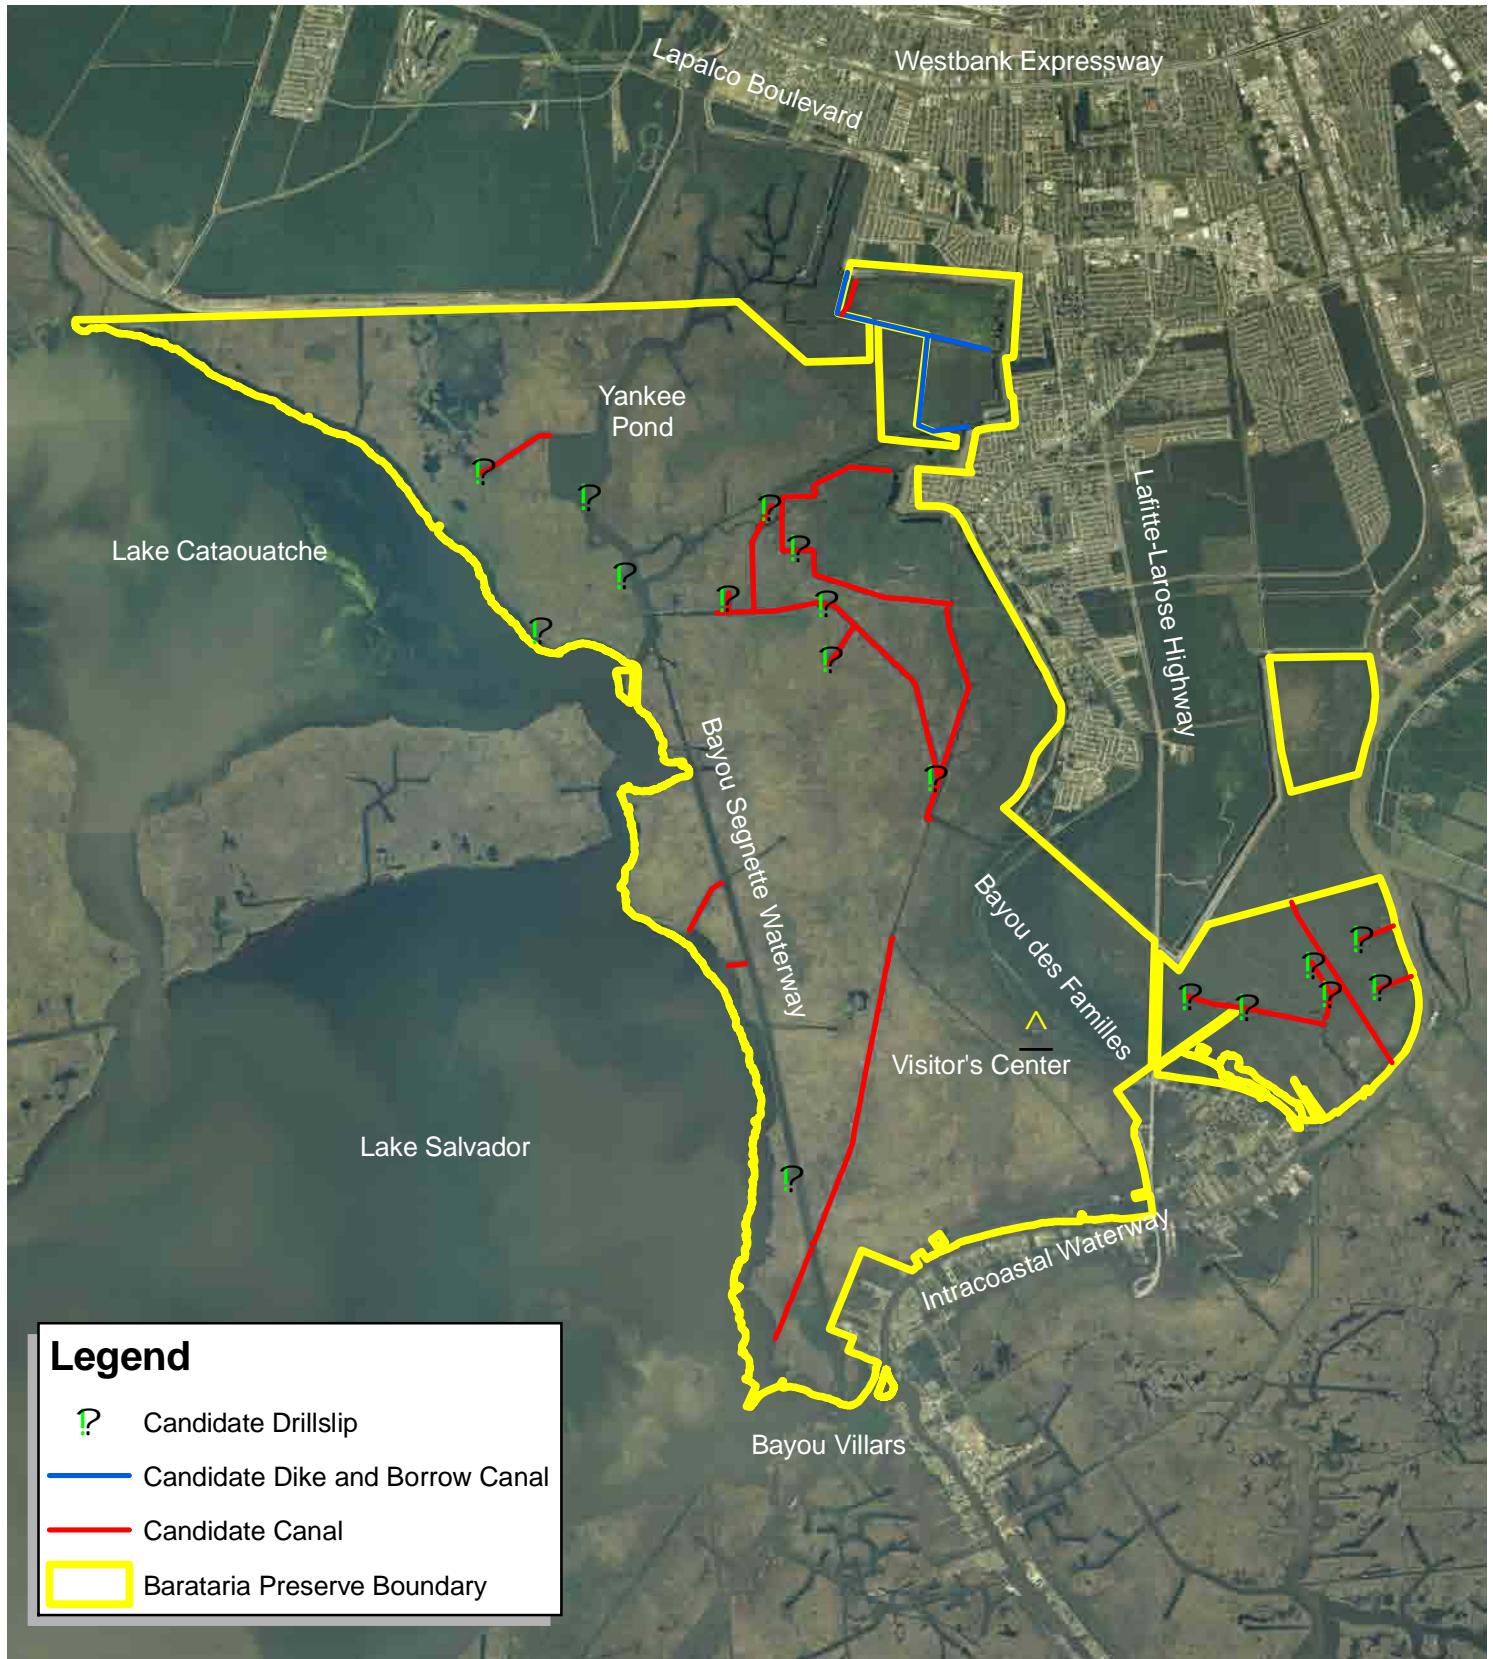 Westbank Expressway
Lapalco Boulevard
Yankee
Pond
Lake Cataouatche
Lafitte-Larose Highway
Bayou Segnette Waterway
Bayou des Familles
Visitor's Center
Lake Salvador
Intracoastal Waterway
Bayou Villars
Legend
Candidate Drillslip
Candidate Dike and Borrow Canal
Candidate Canal
Barataria Preserve Boundary